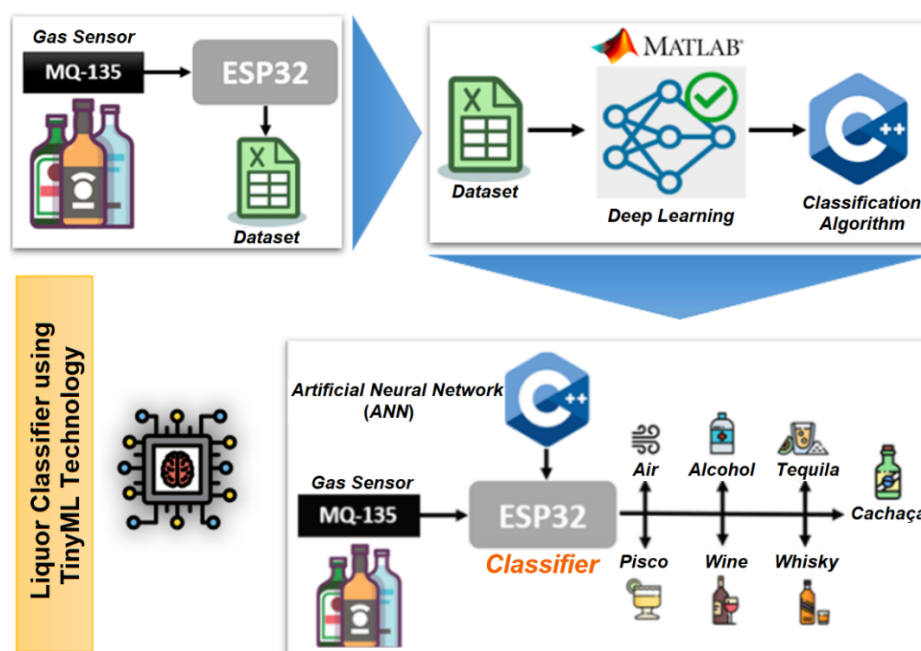 Gas Sensor
MQ-135
ESP32
Dataset
MATLAB®
Dataset
Deep Learning
C++
Classification
Algorithm
Liquor Classifier using
TinyML Technology
Artificial Neural Network
(ANN)
C++
Gas Sensor
MQ-135
ESP32
Classifier
Air
Alcohol
Tequila
Cachaça
Pisco
Wine
Whisky